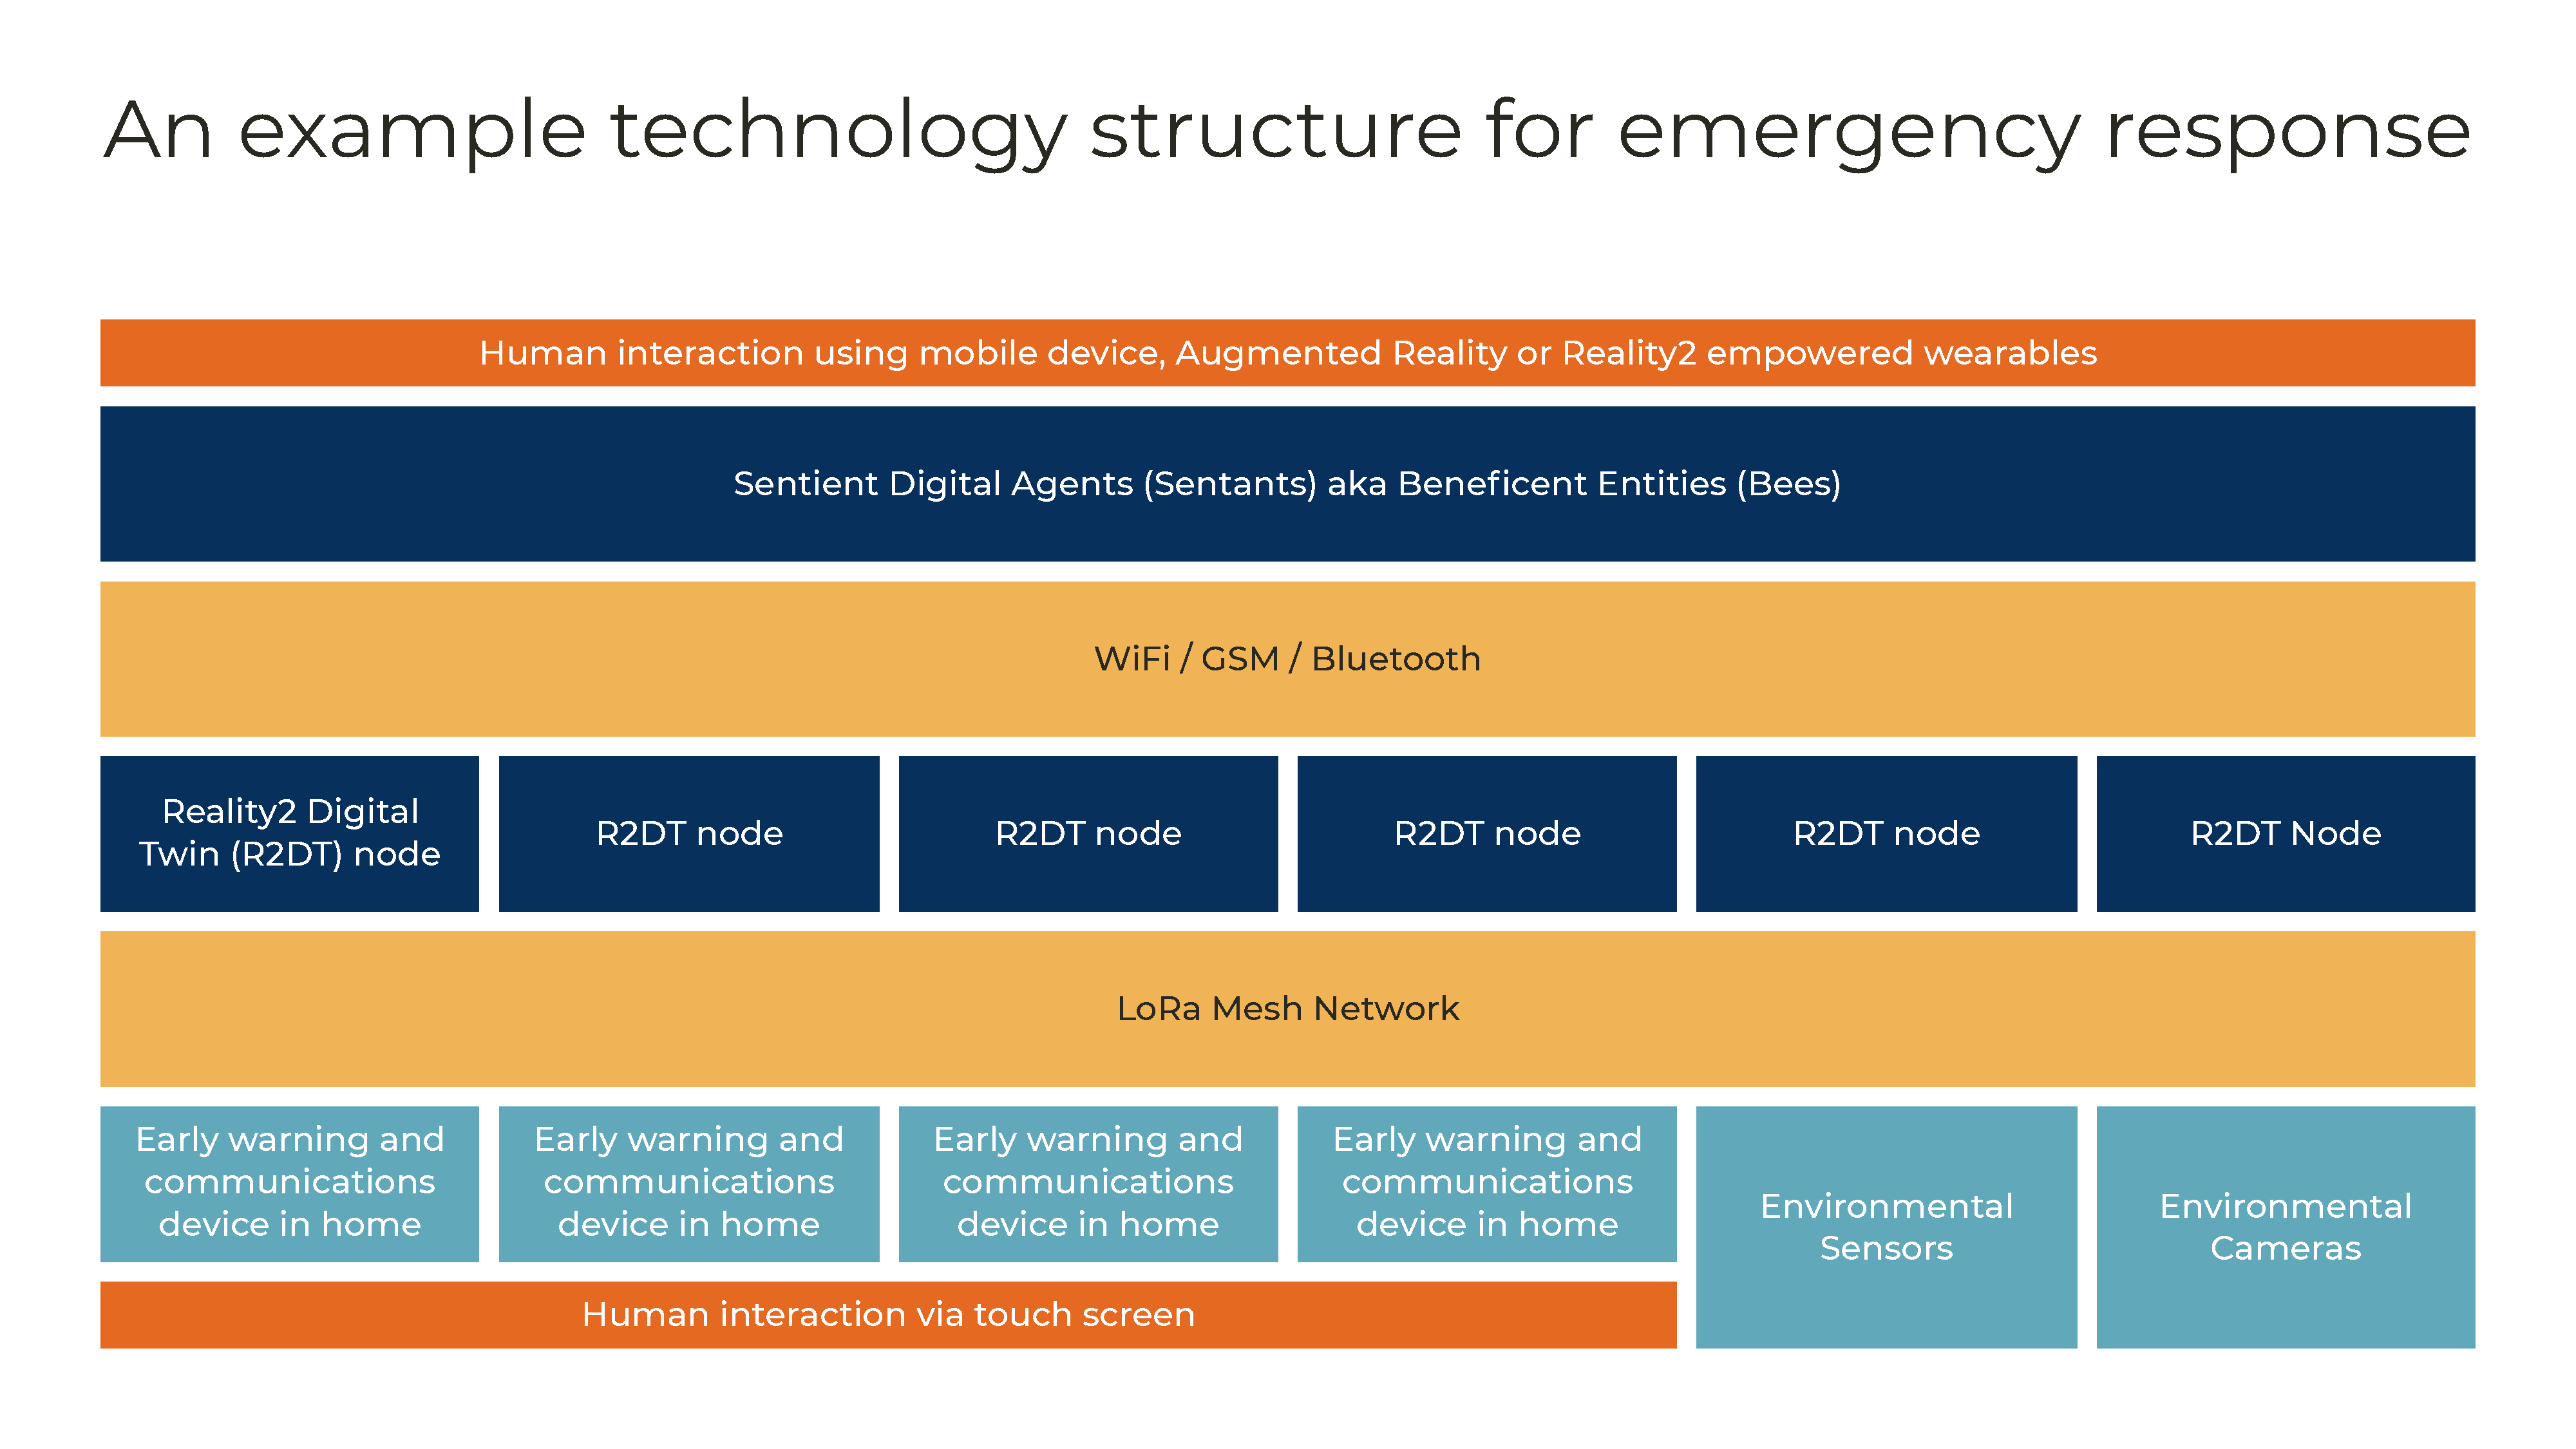 An example technology structure for emergency response
Human interaction using mobile device, Augmented Reality or Reality2 empowered wearables
Sentient Digital Agents (Sentants) aka Beneficent Entities (Bees)
WiFi / GSM / Bluetooth
Reality2 Digital
Twin (R2DT) node
R2DT node
R2DT node
R2DT node
R2DT node
R2DT Node
LoRa Mesh Network
Early warning and
communications
device in home
Early warning and
communications
device in home
Early warning and
communications
device in home
Early warning and
communications
device in home
Environmental
Sensors
Environmental
Cameras
Human interaction via touch screen